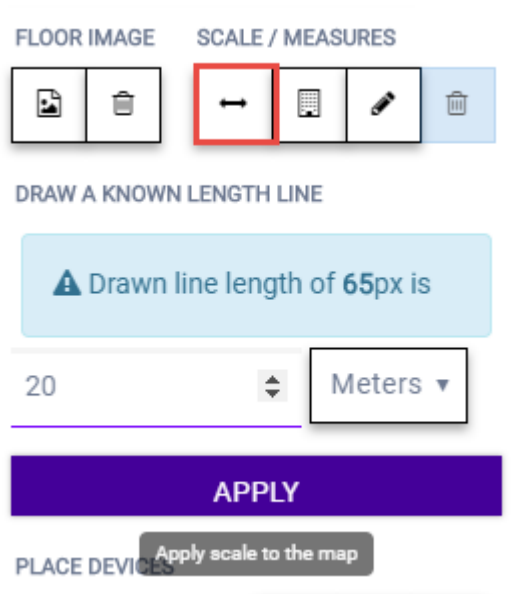 FLOOR IMAGE SCALE / MEASURES
DRAW A KNOWN LENGTH LINE
Drawn line length of 65px is
20 Meters
APPLY
Apply scale to the map
PLACE DEVICES